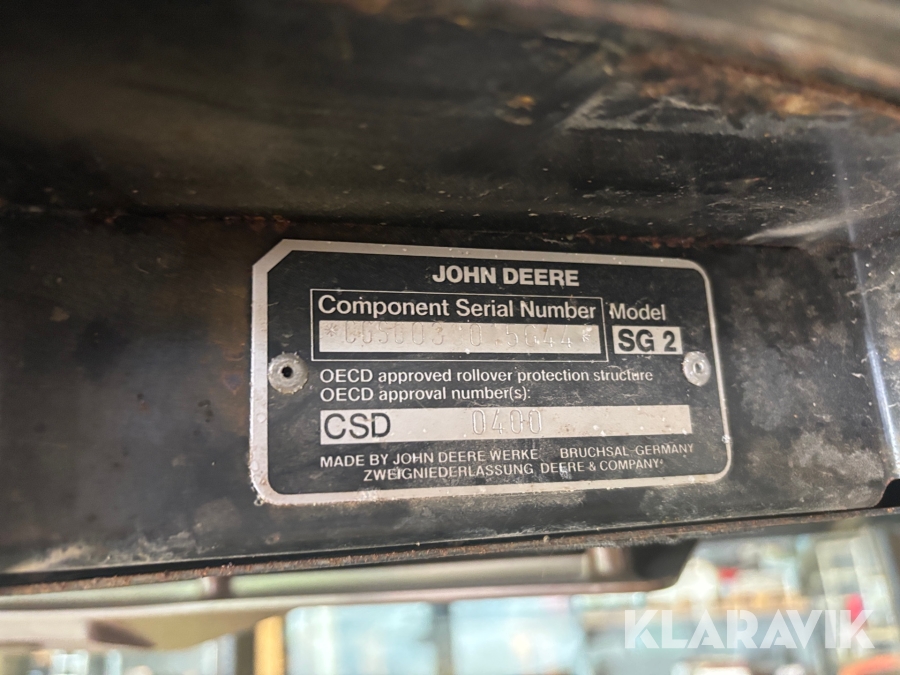 JOHN DEERE
Component Serial Number
Model
SG 2
OECD approved rollover protection structure
OECD approval number(s):
CSD 0400
MADE BY JOHN DEERE WERKE BRUCHSAL-GERMANY
ZWEIGNIEDERLASSUNG, DEERE & COMPANY
KLARAVIK